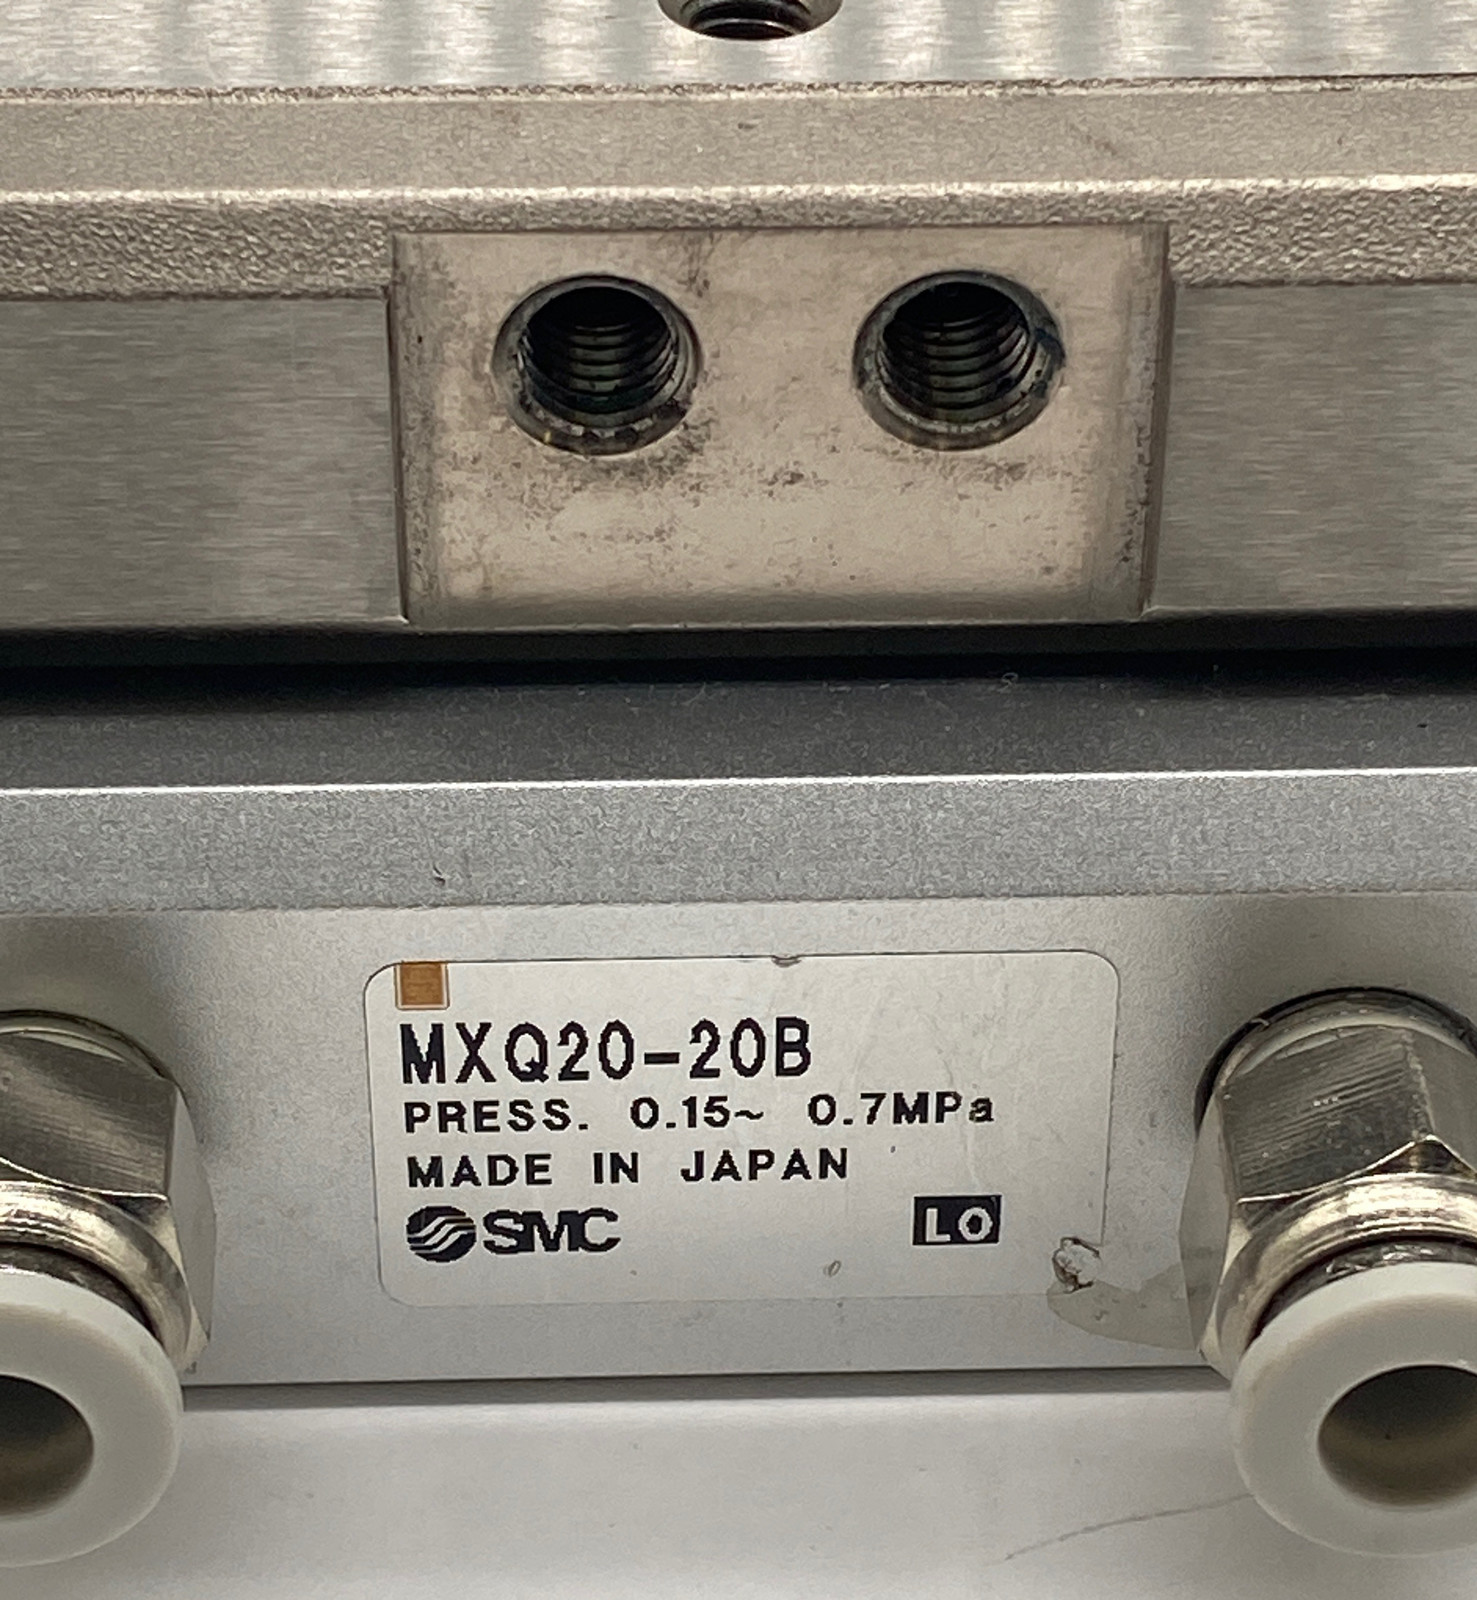 MXQ20-20B
PRESS. 0.15~ 0.7MPa
MADE IN JAPAN
SMC LO